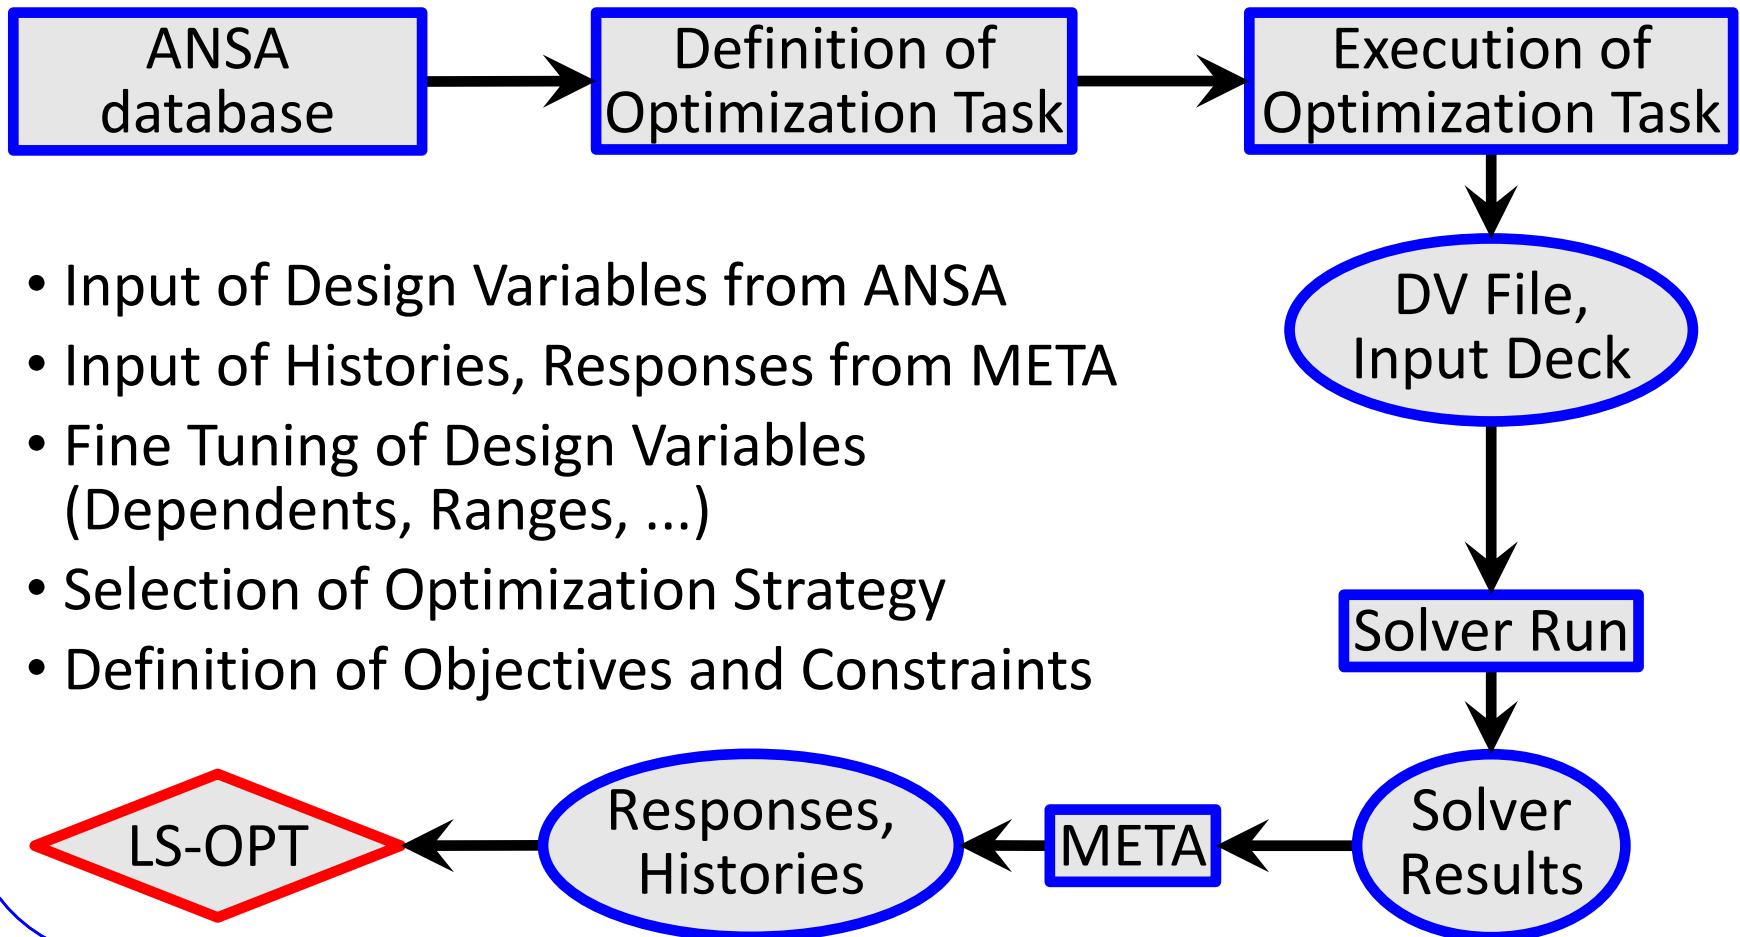 ANSA
database
Definition of
Optimization Task
Execution of
Optimization Task
• Input of Design Variables from ANSA
• Input of Histories, Responses from META
• Fine Tuning of Design Variables
(Dependents, Ranges, ...)
• Selection of Optimization Strategy
• Definition of Objectives and Constraints
DV File,
Input Deck
Solver Run
Solver
Results
META
Responses,
Histories
LS-OPT